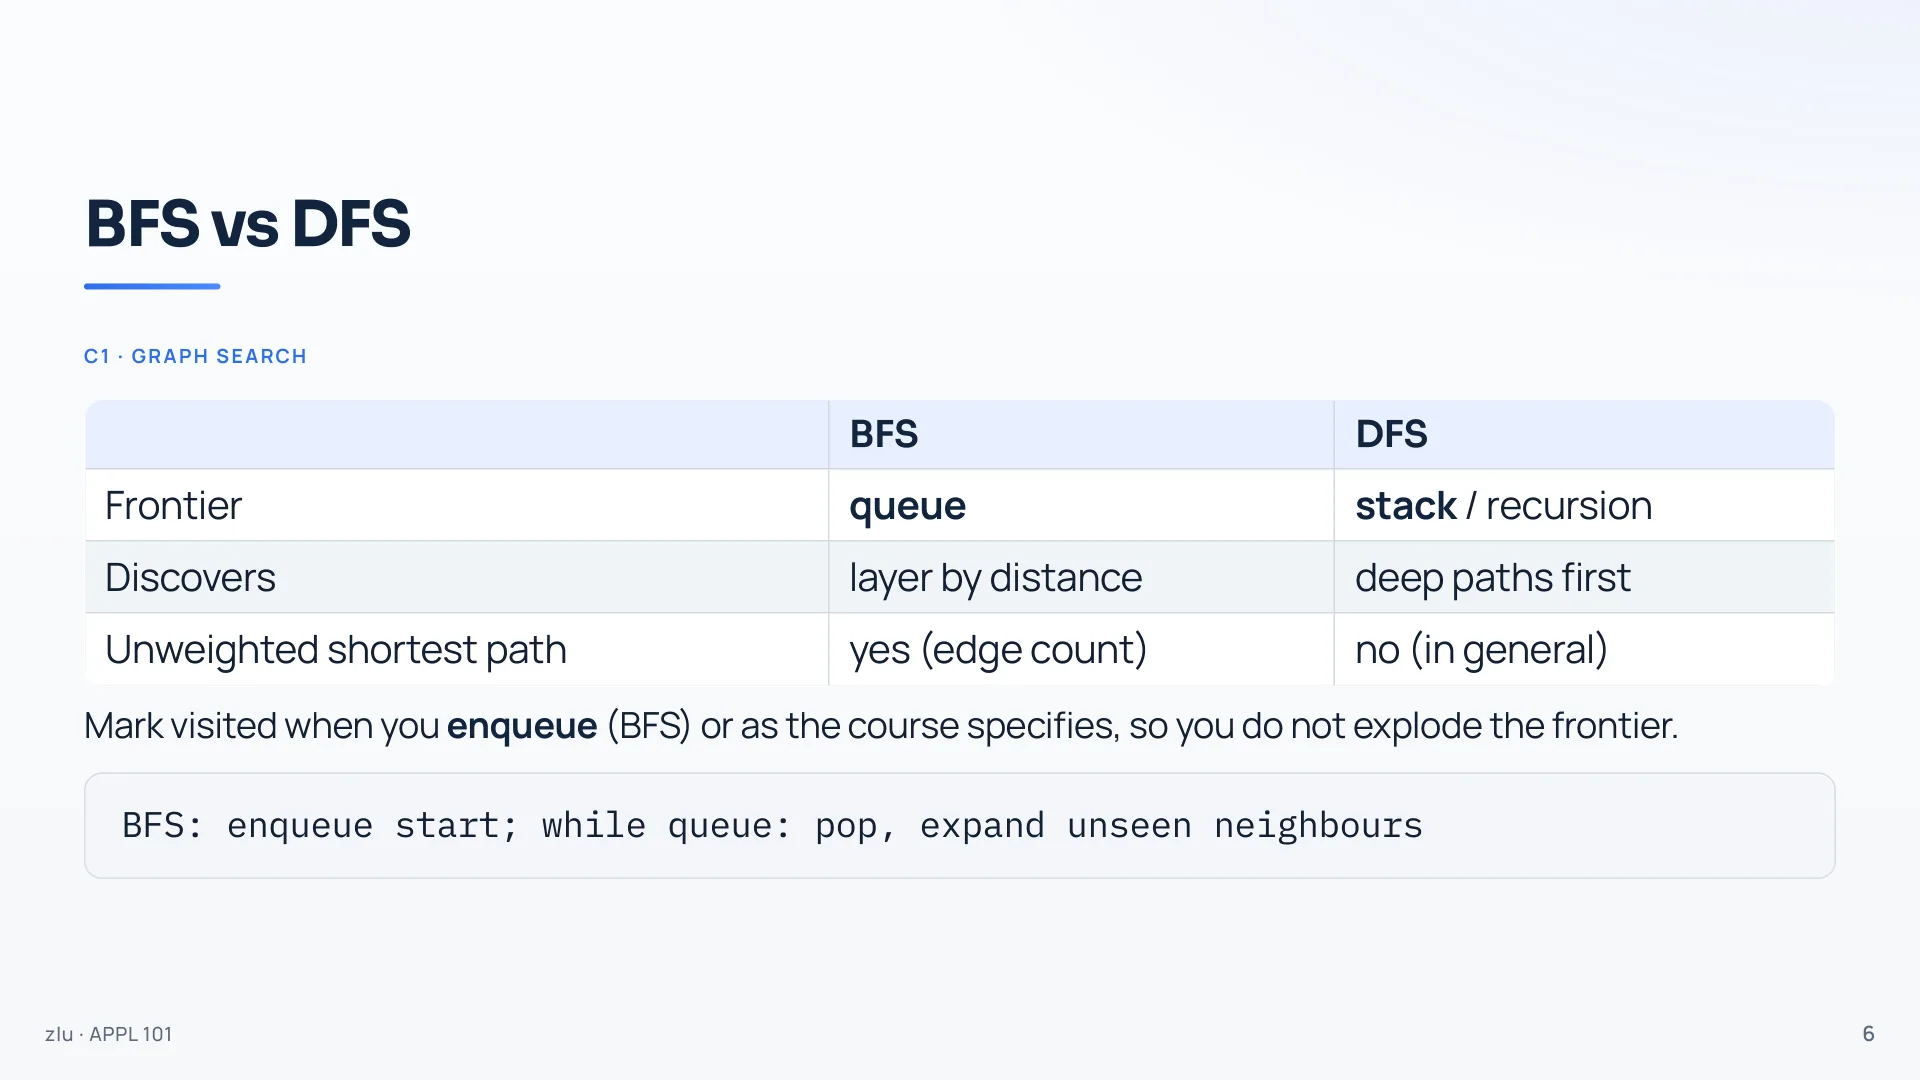 BFS vs DFS
C1 · GRAPH SEARCH
BFS DFS
Frontier queue stack / recursion
Discovers layer by distance deep paths first
Unweighted shortest path yes (edge count) no (in general)
Mark visited when you enqueue (BFS) or as the course specifies, so you do not explode the frontier.
BFS: enqueue start; while queue: pop, expand unseen neighbours
zlu · APPL 101
6